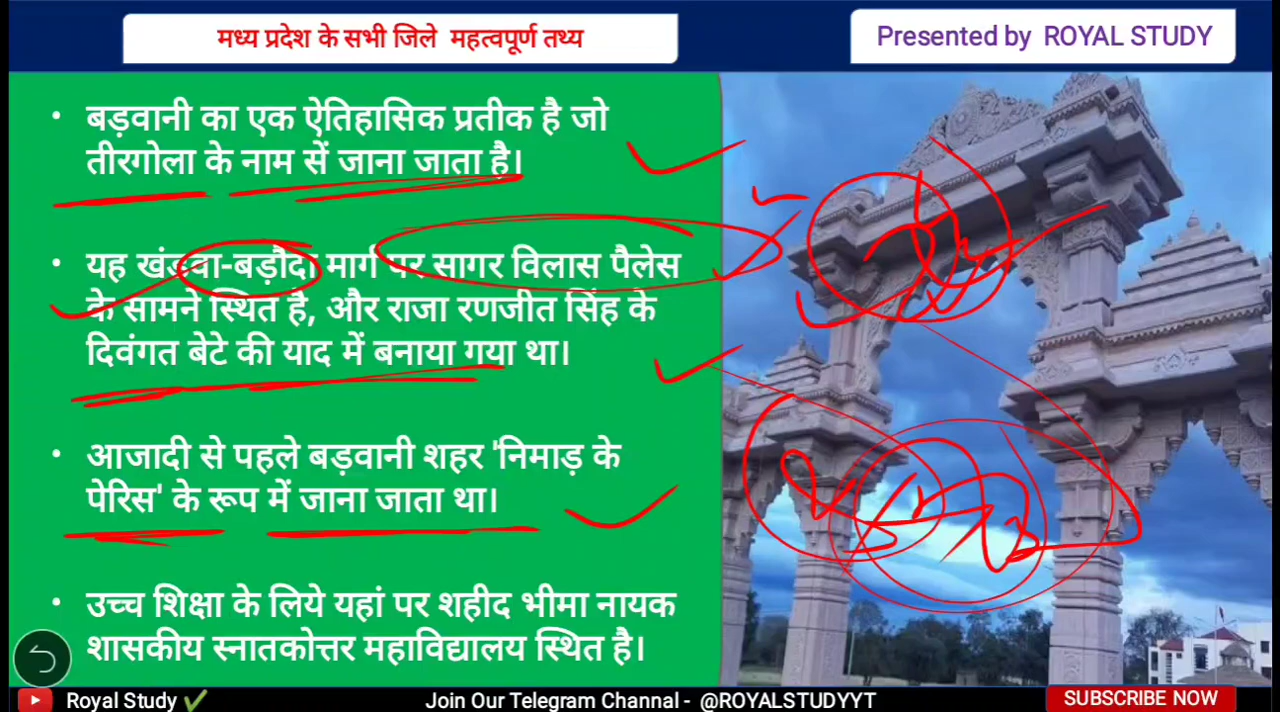 मध्य प्रदेश के सभी जिले महत्वपूर्ण तथ्य
Presented by ROYAL STUDY
• बड़वानी का एक ऐतिहासिक प्रतीक है जो
तीरगोला के नाम सें जाना जाता है।
• यह खंडवा-बड़ौदा मार्ग पर सागर विलास पैलेस
के सामने स्थित है, और राजा रणजीत सिंह के
दिवंगत बेटे की याद में बनाया गया था।
• आजादी से पहले बड़वानी शहर 'निमाड़ के
पेरिस' के रूप में जाना जाता था।
• उच्च शिक्षा के लिये यहां पर शहीद भीमा नायक
शासकीय स्नातकोत्तर महाविद्यालय स्थित है।
Royal Study
Join Our Telegram Channal - @ROYALSTUDYYT
SUBSCRIBE NOW